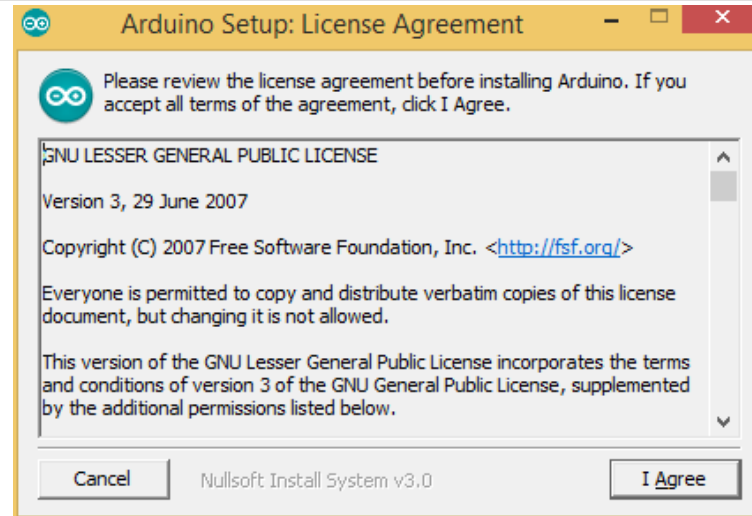 Arduino Setup: License Agreement
Please review the license agreement before installing Arduino. If you
accept all terms of the agreement, click I Agree.
GNU LESSER GENERAL PUBLIC LICENSE
Version 3, 29 June 2007
Copyright (C) 2007 Free Software Foundation, Inc. <http://fsf.org/>
Everyone is permitted to copy and distribute verbatim copies of this license
document, but changing it is not allowed.
This version of the GNU Lesser General Public License incorporates the terms
and conditions of version 3 of the GNU General Public License, supplemented
by the additional permissions listed below.
Cancel
Nullsoft Install System v3.0
I Agree